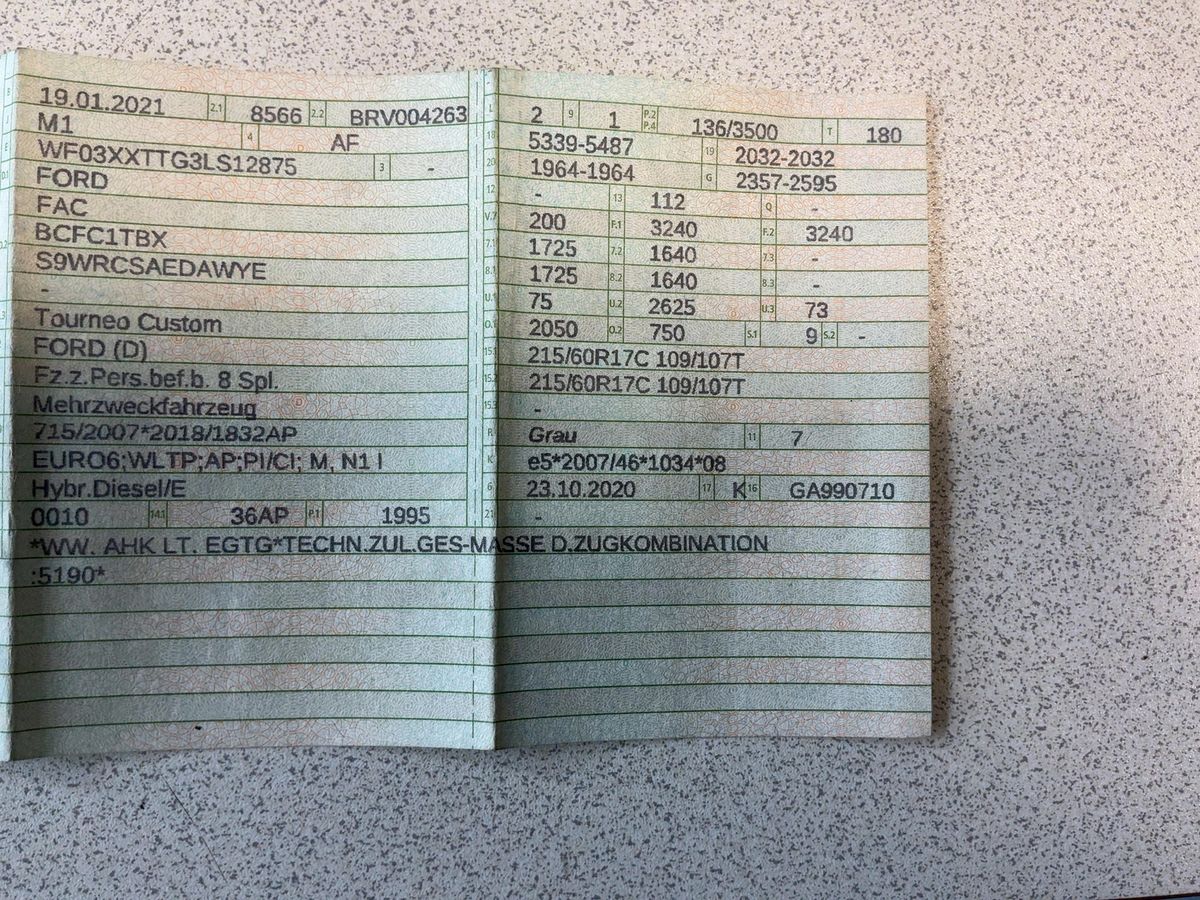 B 19.01.2021 2.1 8566 2.2 BRV004263
M1 4 AF
E WF03XXTTG3LS12875 3 -
D.1 FORD
FAC
BCFC1TBX
S9WRCSAEDAWYE
-
Tourneo Custom
FORD (D)
Fz.z.Pers.bef.b. 8 Spl.
Mehrzweckfahrzeug
715/2007*2018/1832AP
EURO6;WLTP;AP;PI/CI; M, N1 I
Hybr.Diesel/E
0010 14.1 36AP P.1 1995
L 2 9 1 P.2 P.4 136/3500 T 180
18 5339-5487 19 2032-2032
20 1964-1964 G 2357-2595
12 - 13 112 Q -
V.7 200 F.1 3240 F.2 3240
7.1 1725 7.2 1640 7.3 -
8.1 1725 8.2 1640 8.3 -
U.1 75 U.2 2625 U.3 73
O.1 2050 O.2 750 S.1 9 S.2 -
15.1 215/60R17C 109/107T
15.2 215/60R17C 109/107T
15.3 -
R Grau 11 7
K e5*2007/46*1034*08
6 23.10.2020 17 K 16 GA990710
21 -
*WW. AHK LT. EGTG*TECHN.ZUL.GES-MASSE D.ZUGKOMBINATION
:5190*